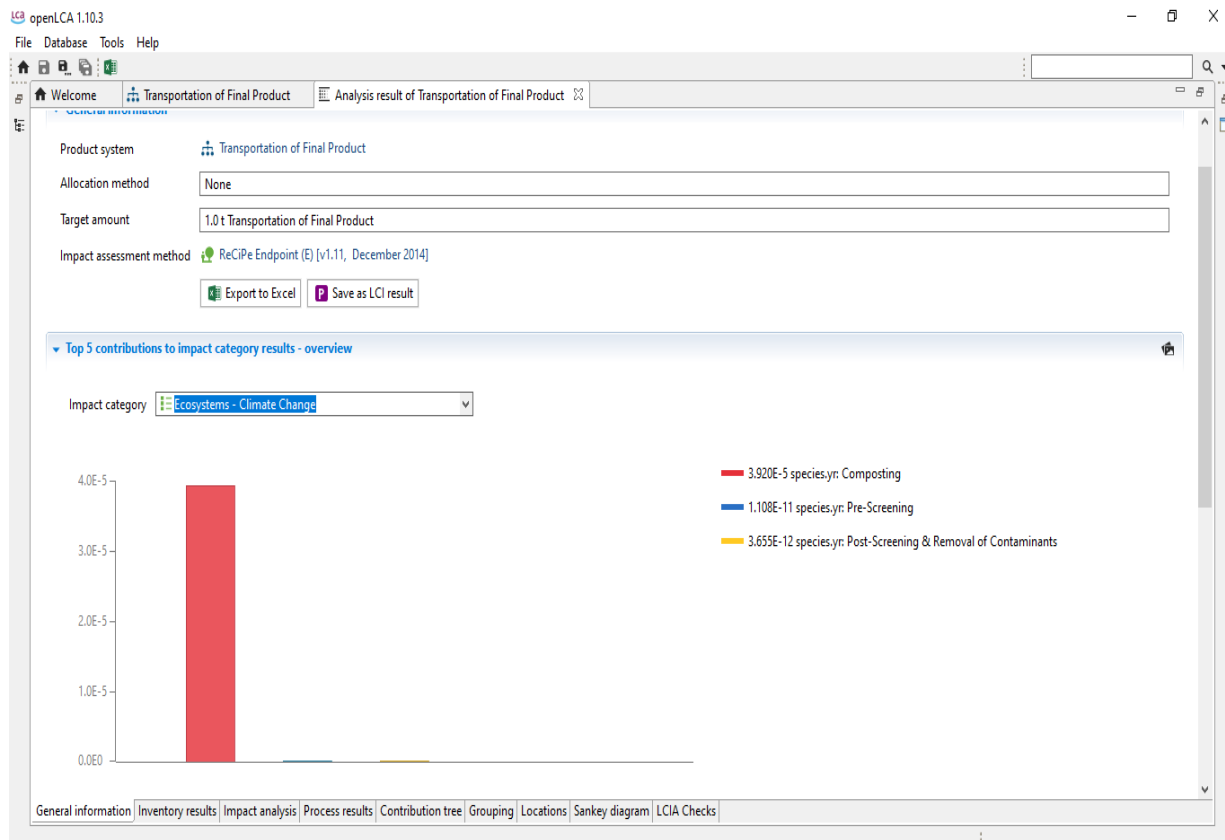 openLCA 1.10.3
File Database Tools Help
Welcome Transportation of Final Product Analysis result of Transportation of Final Product
General information
Product system Transportation of Final Product
Allocation method None
Target amount 1.0 t Transportation of Final Product
Impact assessment method ReCiPe Endpoint (E) [v1.11, December 2014]
Export to Excel Save as LCI result
Top 5 contributions to impact category results - overview
Impact category Ecosystems - Climate Change
4.0E-5
3.920E-5 species.yr: Composting
1.108E-11 species.yr: Pre-Screening
3.655E-12 species.yr: Post-Screening & Removal of Contaminants
3.0E-5
2.0E-5
1.0E-5
0.0E0
General information Inventory results Impact analysis Process results Contribution tree Grouping Locations Sankey diagram LCIA Checks